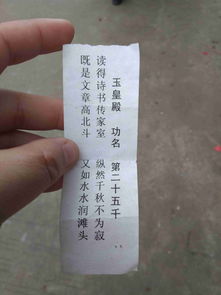 玉皇殿 功名 第二十五千
读得诗书传家室 纵然千秋不为寂
既是文章高北斗 又如水水润滩头